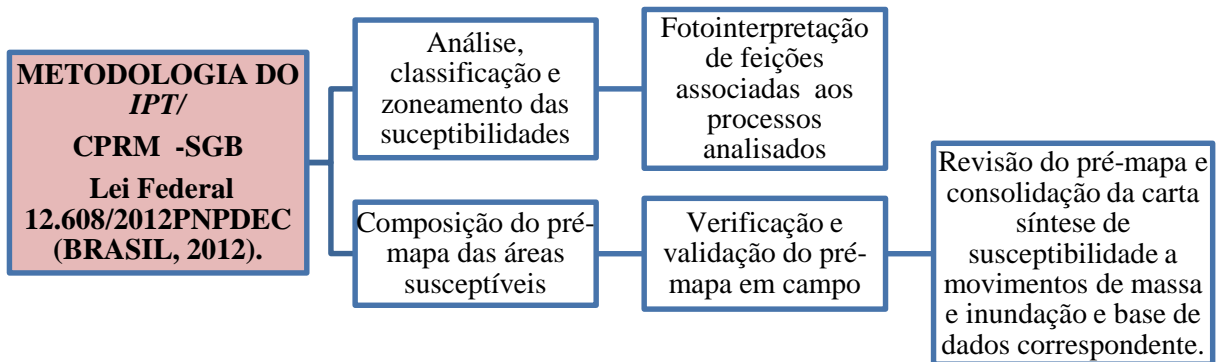 METODOLOGIA DO
IPT/
CPRM -SGB
Lei Federal
12.608/2012PNPDEC
(BRASIL, 2012).
Análise,
classificação e
zoneamento das
suceptibilidades
Fotointerpretação
de feições
associadas aos
processos
analisados
Composição do pré-
mapa das áreas
susceptíveis
Verificação e
validação do pré-
mapa em campo
Revisão do pré-mapa e
consolidação da carta
síntese de
susceptibilidade a
movimentos de massa
e inundação e base de
dados correspondente.